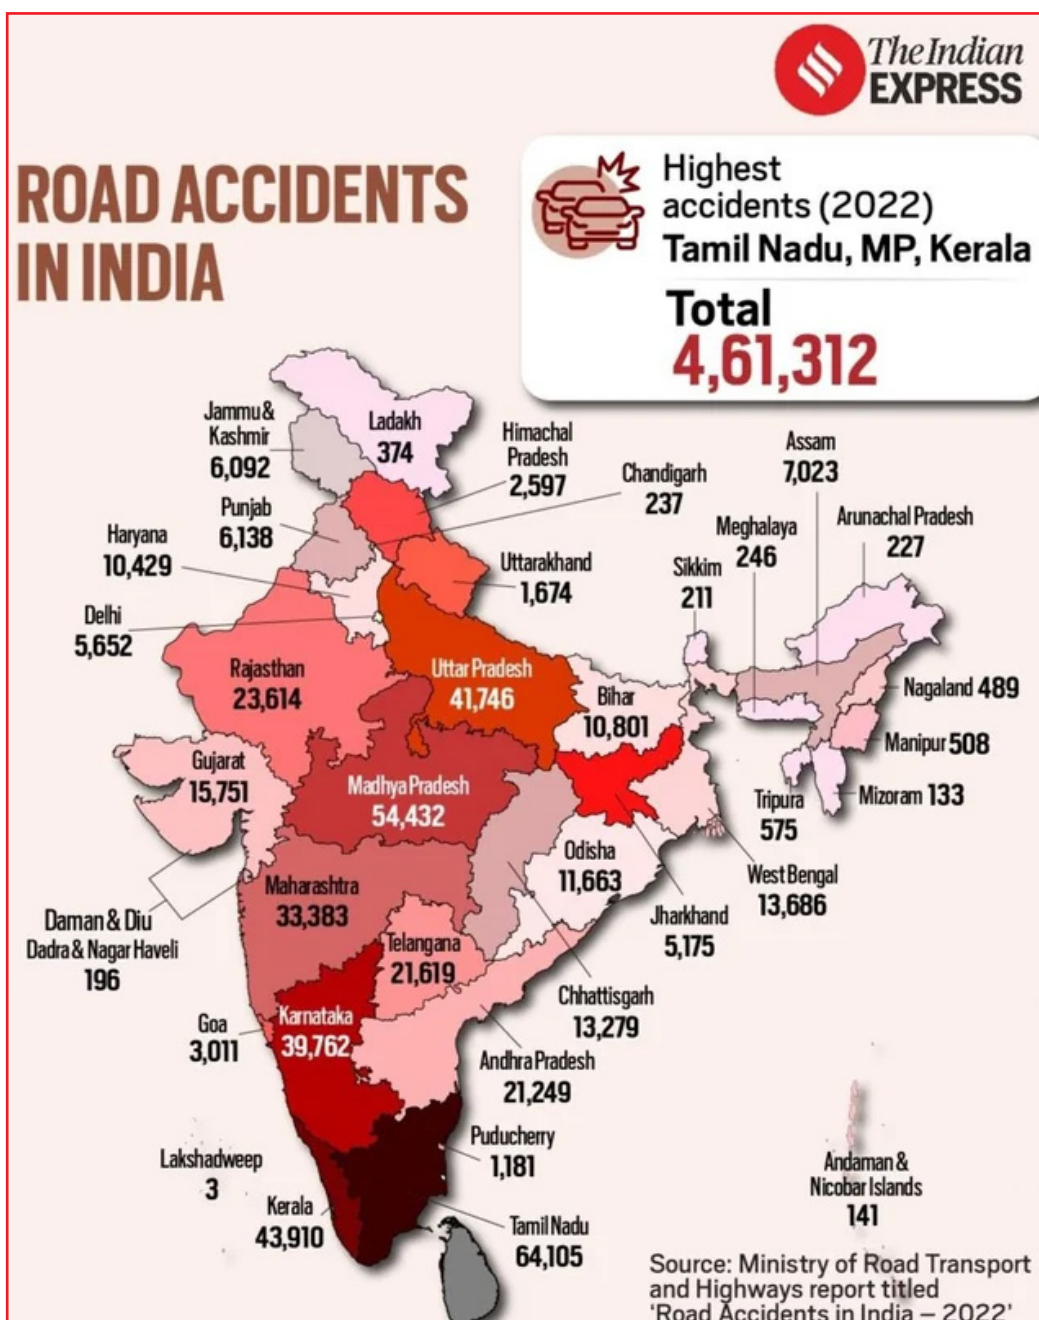 The Indian
EXPRESS
ROAD ACCIDENTS
IN INDIA
Highest
accidents (2022)
Tamil Nadu, MP, Kerala
Total
4,61,312
Jammu &
Kashmir
6,092
Ladakh
374
Himachal
Pradesh
2,597
Chandigarh
237
Assam
7,023
Punjab
6,138
Haryana
10,429
Meghalaya
246
Arunachal Pradesh
227
Uttarakhand
1,674
Sikkim
211
Delhi
5,652
Rajasthan
23,614
Uttar Pradesh
41,746
Bihar
10,801
Nagaland 489
Manipur 508
Gujarat
15,751
Madhya Pradesh
54,432
Tripura
575
Mizoram 133
Odisha
11,663
West Bengal
13,686
Maharashtra
33,383
Daman & Diu
Dadra & Nagar Haveli
196
Jharkhand
5,175
Telangana
21,619
Chhattisgarh
13,279
Goa
3,011
Karnataka
39,762
Andhra Pradesh
21,249
Puducherry
1,181
Lakshadweep
3
Andaman &
Nicobar Islands
141
Kerala
43,910
Tamil Nadu
64,105
Source: Ministry of Road Transport
and Highways report titled
'Road Accidents in India – 2022'